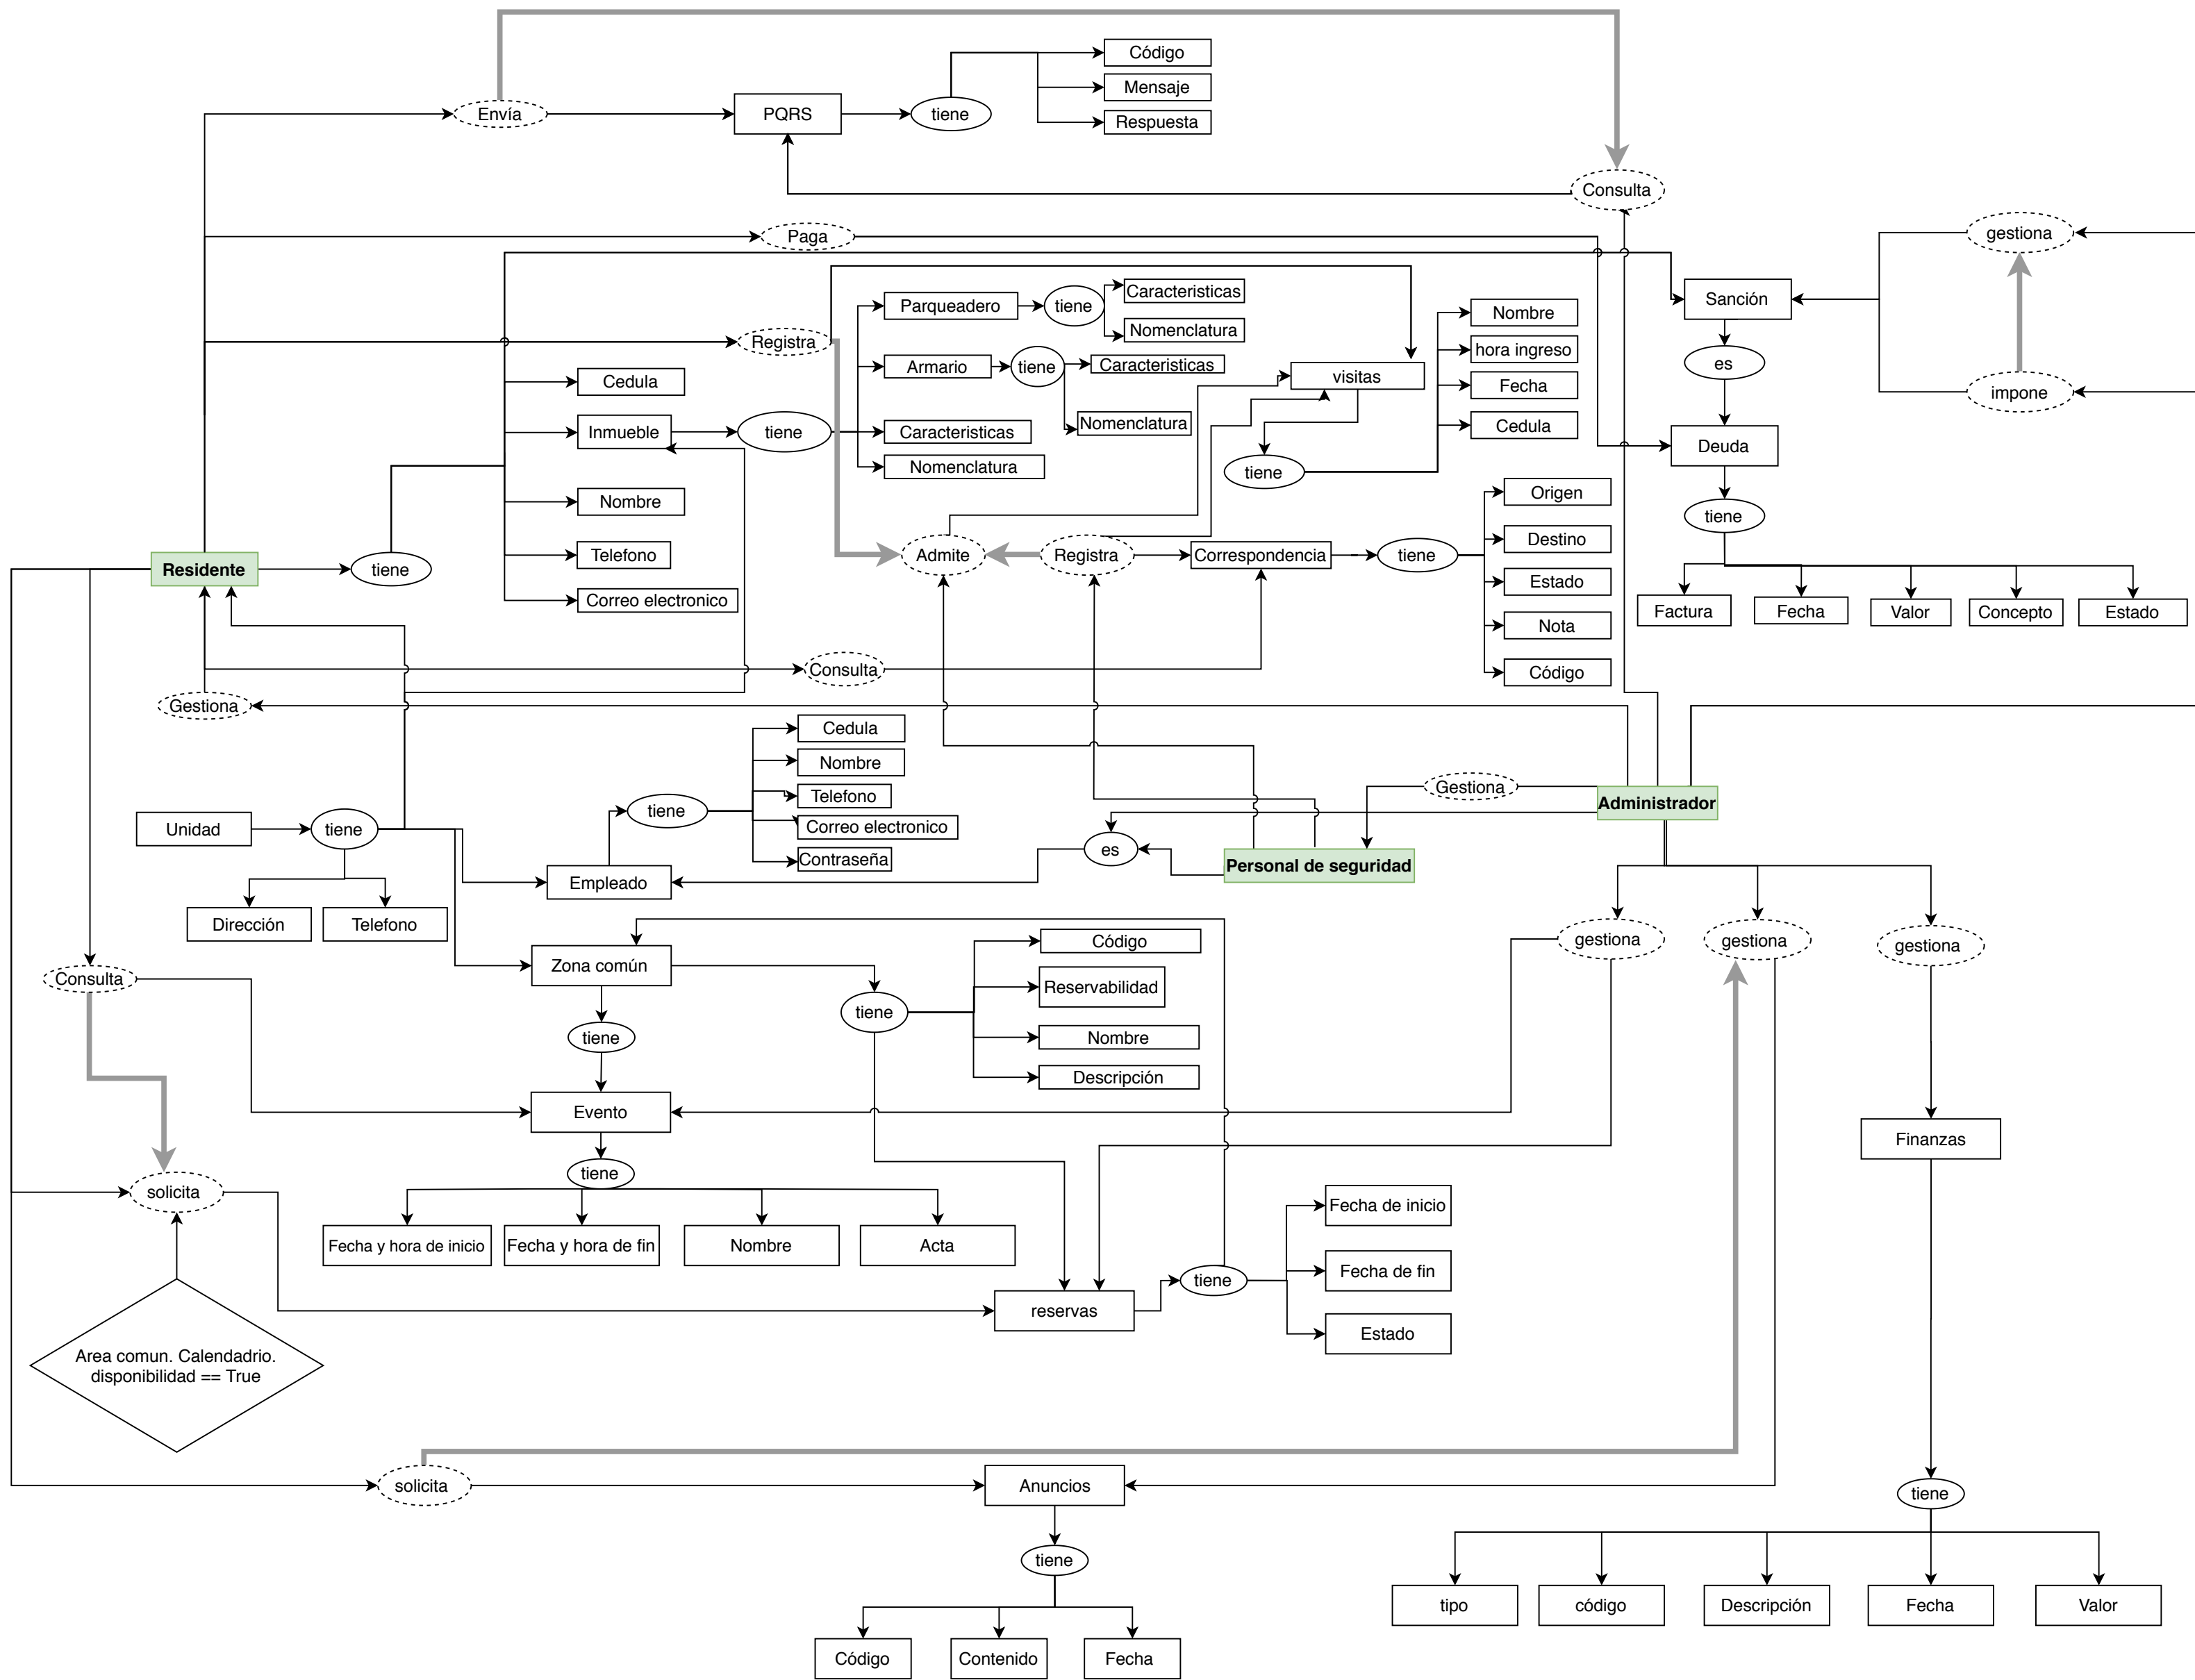 Código
Mensaje
Envía
PQRS
tiene
Respuesta
Consulta
Paga
gestiona
Caracteristicas
Parqueadero
tiene
Sanción
Nomenclatura
Nombre
Registra
hora ingreso
es
Armario
tiene
Caracteristicas
visitas
Cedula
Fecha
impone
Nomenclatura
Cedula
Inmueble
tiene
Caracteristicas
Deuda
Nomenclatura
tiene
Origen
Nombre
tiene
Destino
Telefono
Admite
Registra
Correspondencia
tiene
Residente
tiene
Estado
Correo electronico
Factura
Fecha
Valor
Concepto
Estado
Nota
Consulta
Código
Gestiona
Cedula
Nombre
Gestiona
Telefono
Administrador
tiene
Unidad
tiene
Correo electronico
es
Contraseña
Personal de seguridad
Empleado
Dirección
Telefono
gestiona
gestiona
gestiona
Código
Zona común
Consulta
Reservabilidad
tiene
tiene
Nombre
Descripción
Evento
Finanzas
tiene
solicita
Fecha de inicio
Fecha y hora de inicio
Fecha y hora de fin
Nombre
Acta
Fecha de fin
tiene
reservas
Estado
Area comun. Calendadrio.
disponibilidad == True
solicita
Anuncios
tiene
tiene
tipo
código
Descripción
Fecha
Valor
Código
Contenido
Fecha